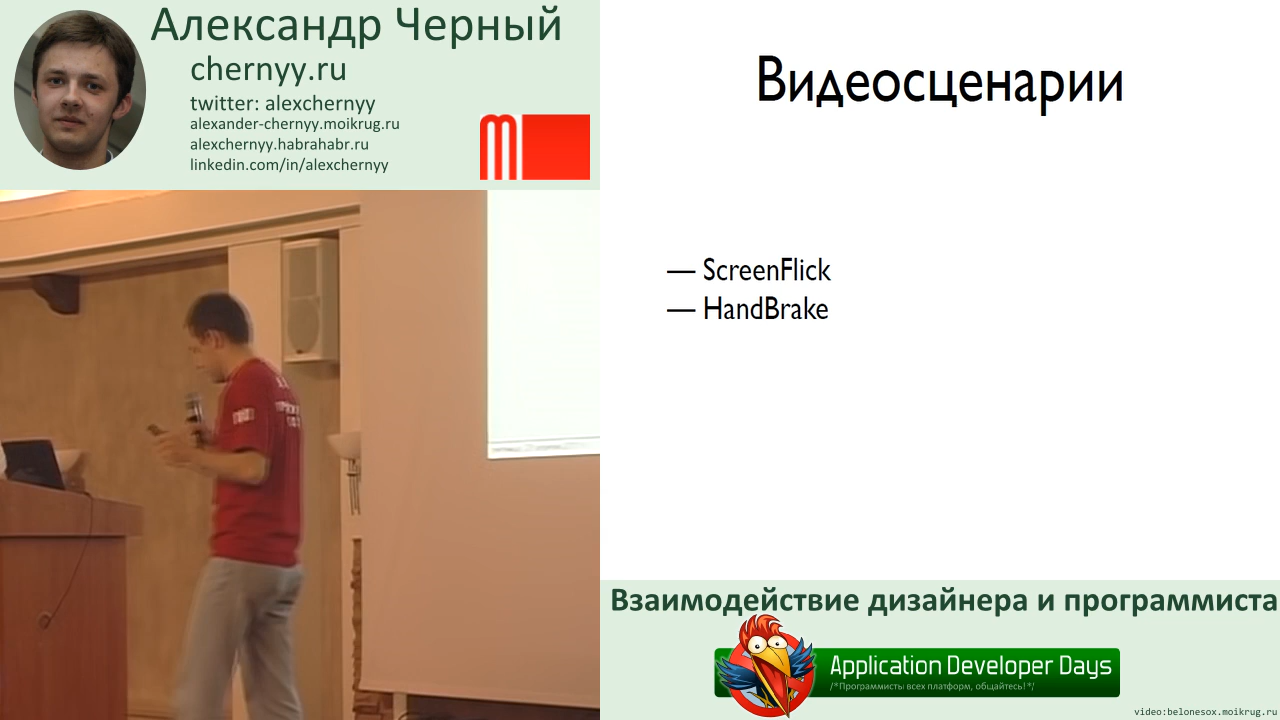 Александр Черный
chernyy.ru
twitter: alexchernyy
alexander-chernyy.moikrug.ru
alexchernyy.habrahabr.ru
linkedin.com/in/alexchernyy
Видеосценарии
— ScreenFlick
— HandBrake
Взаимодействие дизайнера и программиста
Application Developer Days
/*Программисты всех платформ, общайтесь!*/
video:belonesox.moikrug.ru